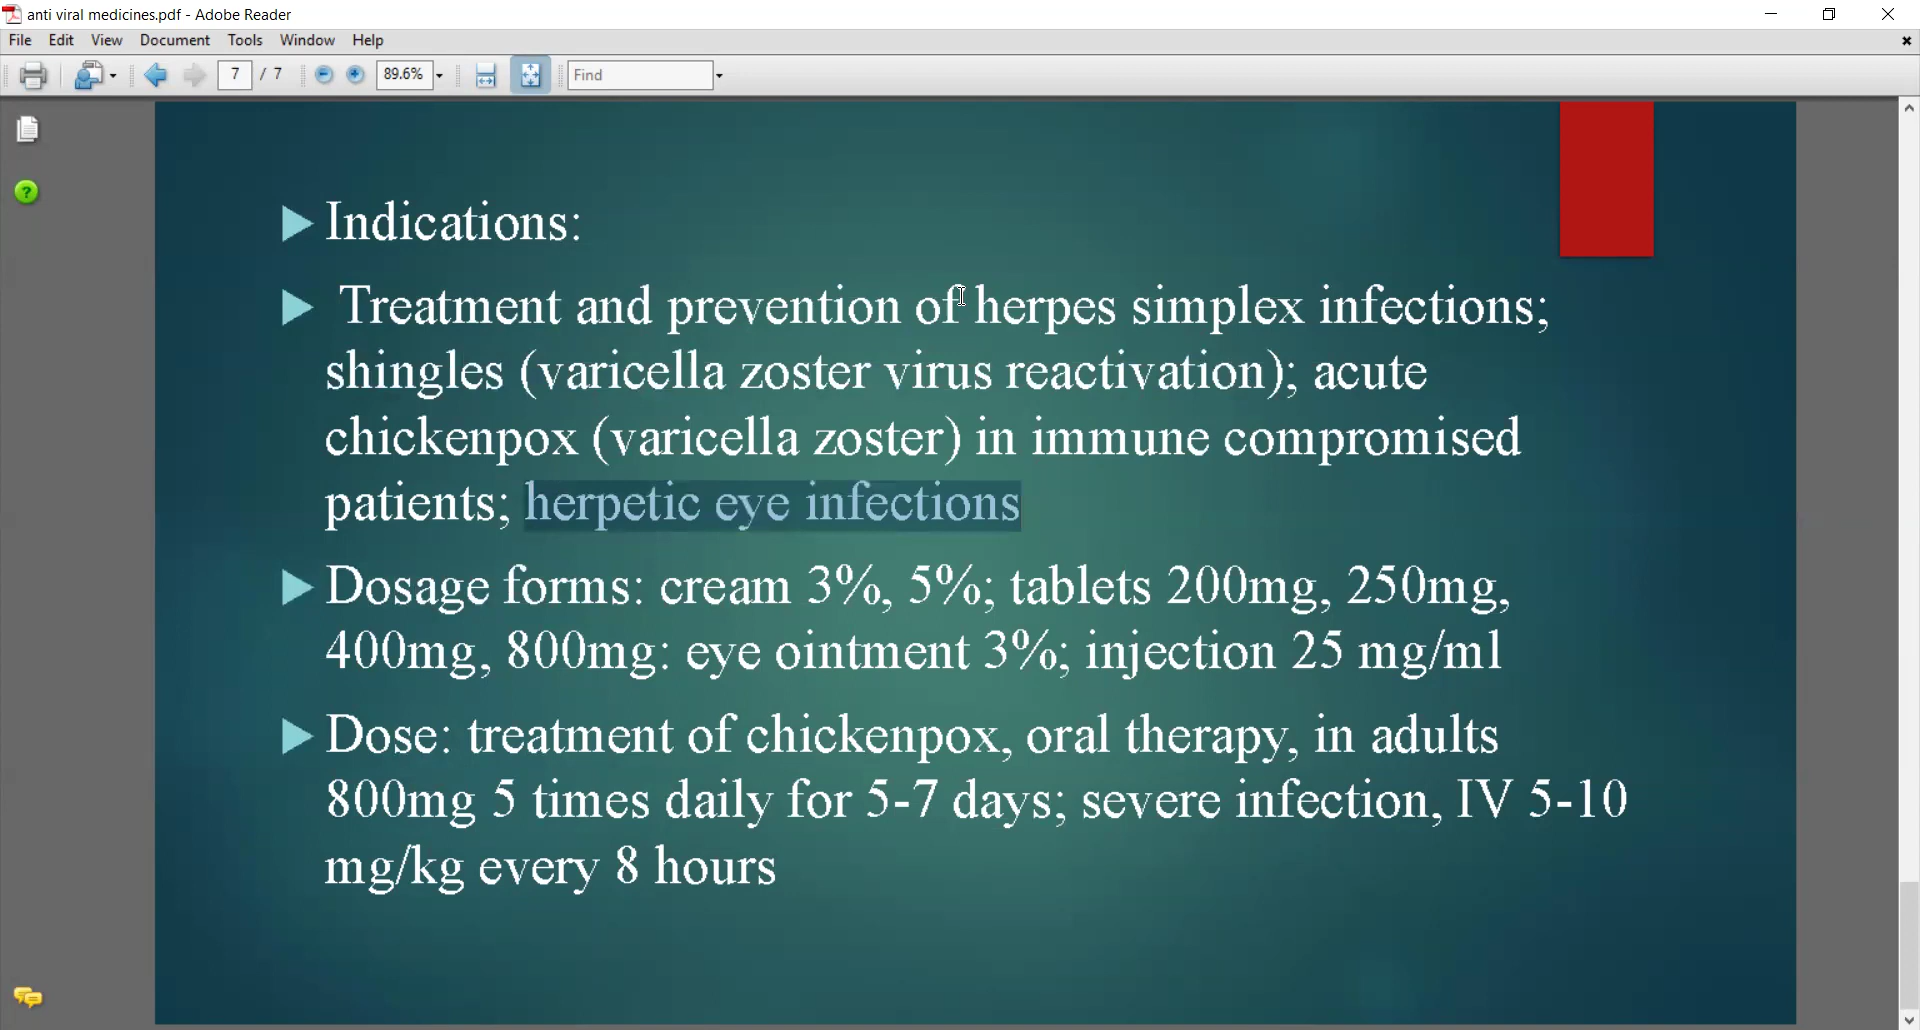 anti viral medicines.pdf - Adobe Reader
File Edit View Document Tools Window Help
7 / 7 89.6% Find
Indications:
Treatment and prevention of herpes simplex infections;
shingles (varicella zoster virus reactivation); acute
chickenpox (varicella zoster) in immune compromised
patients; herpetic eye infections
Dosage forms: cream 3%, 5%; tablets 200mg, 250mg,
400mg, 800mg: eye ointment 3%; injection 25 mg/ml
Dose: treatment of chickenpox, oral therapy, in adults
800mg 5 times daily for 5-7 days; severe infection, IV 5-10
mg/kg every 8 hours